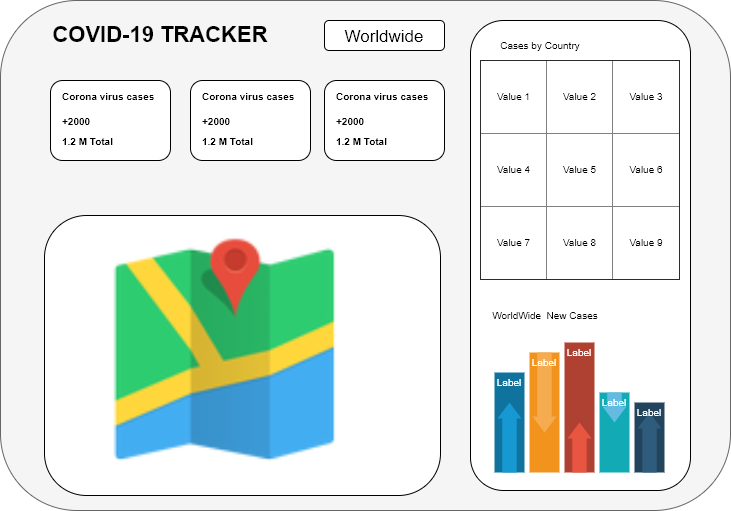 COVID-19 TRACKER
Worldwide
Corona virus cases
+2000
1.2 M Total
Corona virus cases
+2000
1.2 M Total
Corona virus cases
+2000
1.2 M Total
Cases by Country
Value 1 Value 2 Value 3
Value 4 Value 5 Value 6
Value 7 Value 8 Value 9
WorldWide  New Cases
Label Label Label Label Label